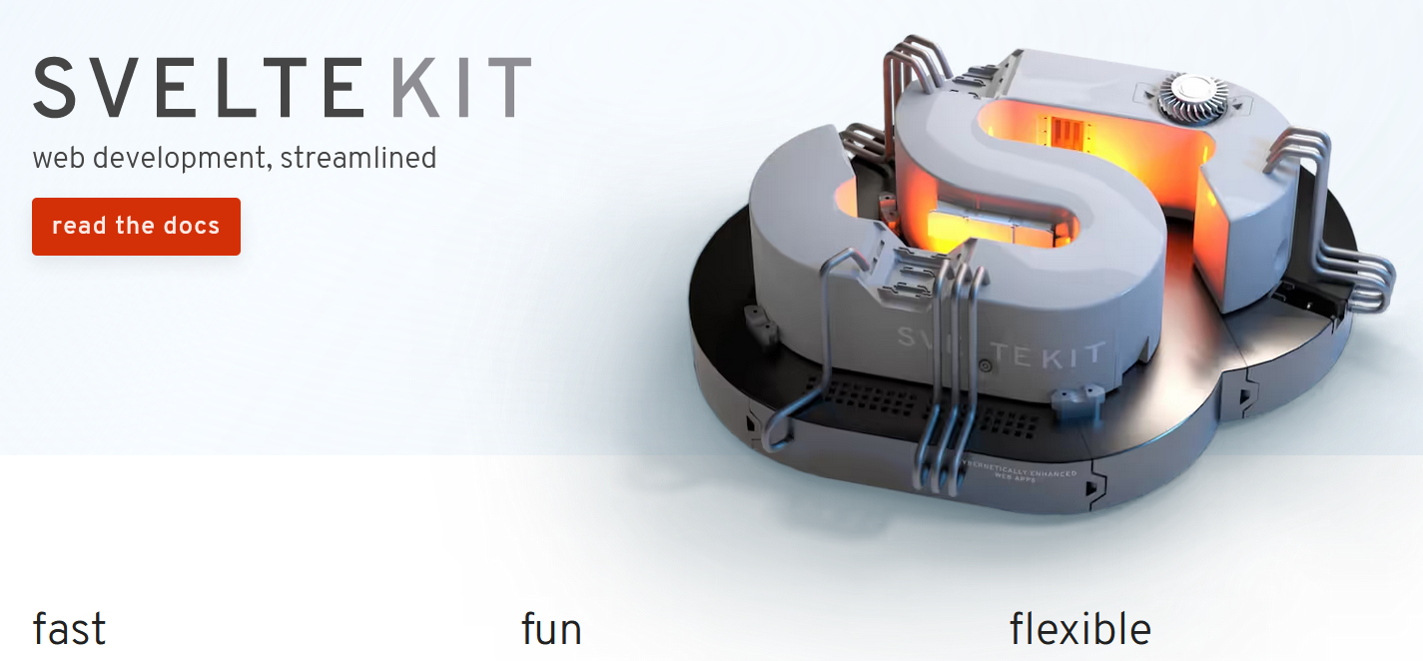 SVELTE KIT
web development, streamlined
read the docs
SVELTEKIT
CYBERNETICALLY ENHANCED
WEB APPS
fast
fun
flexible